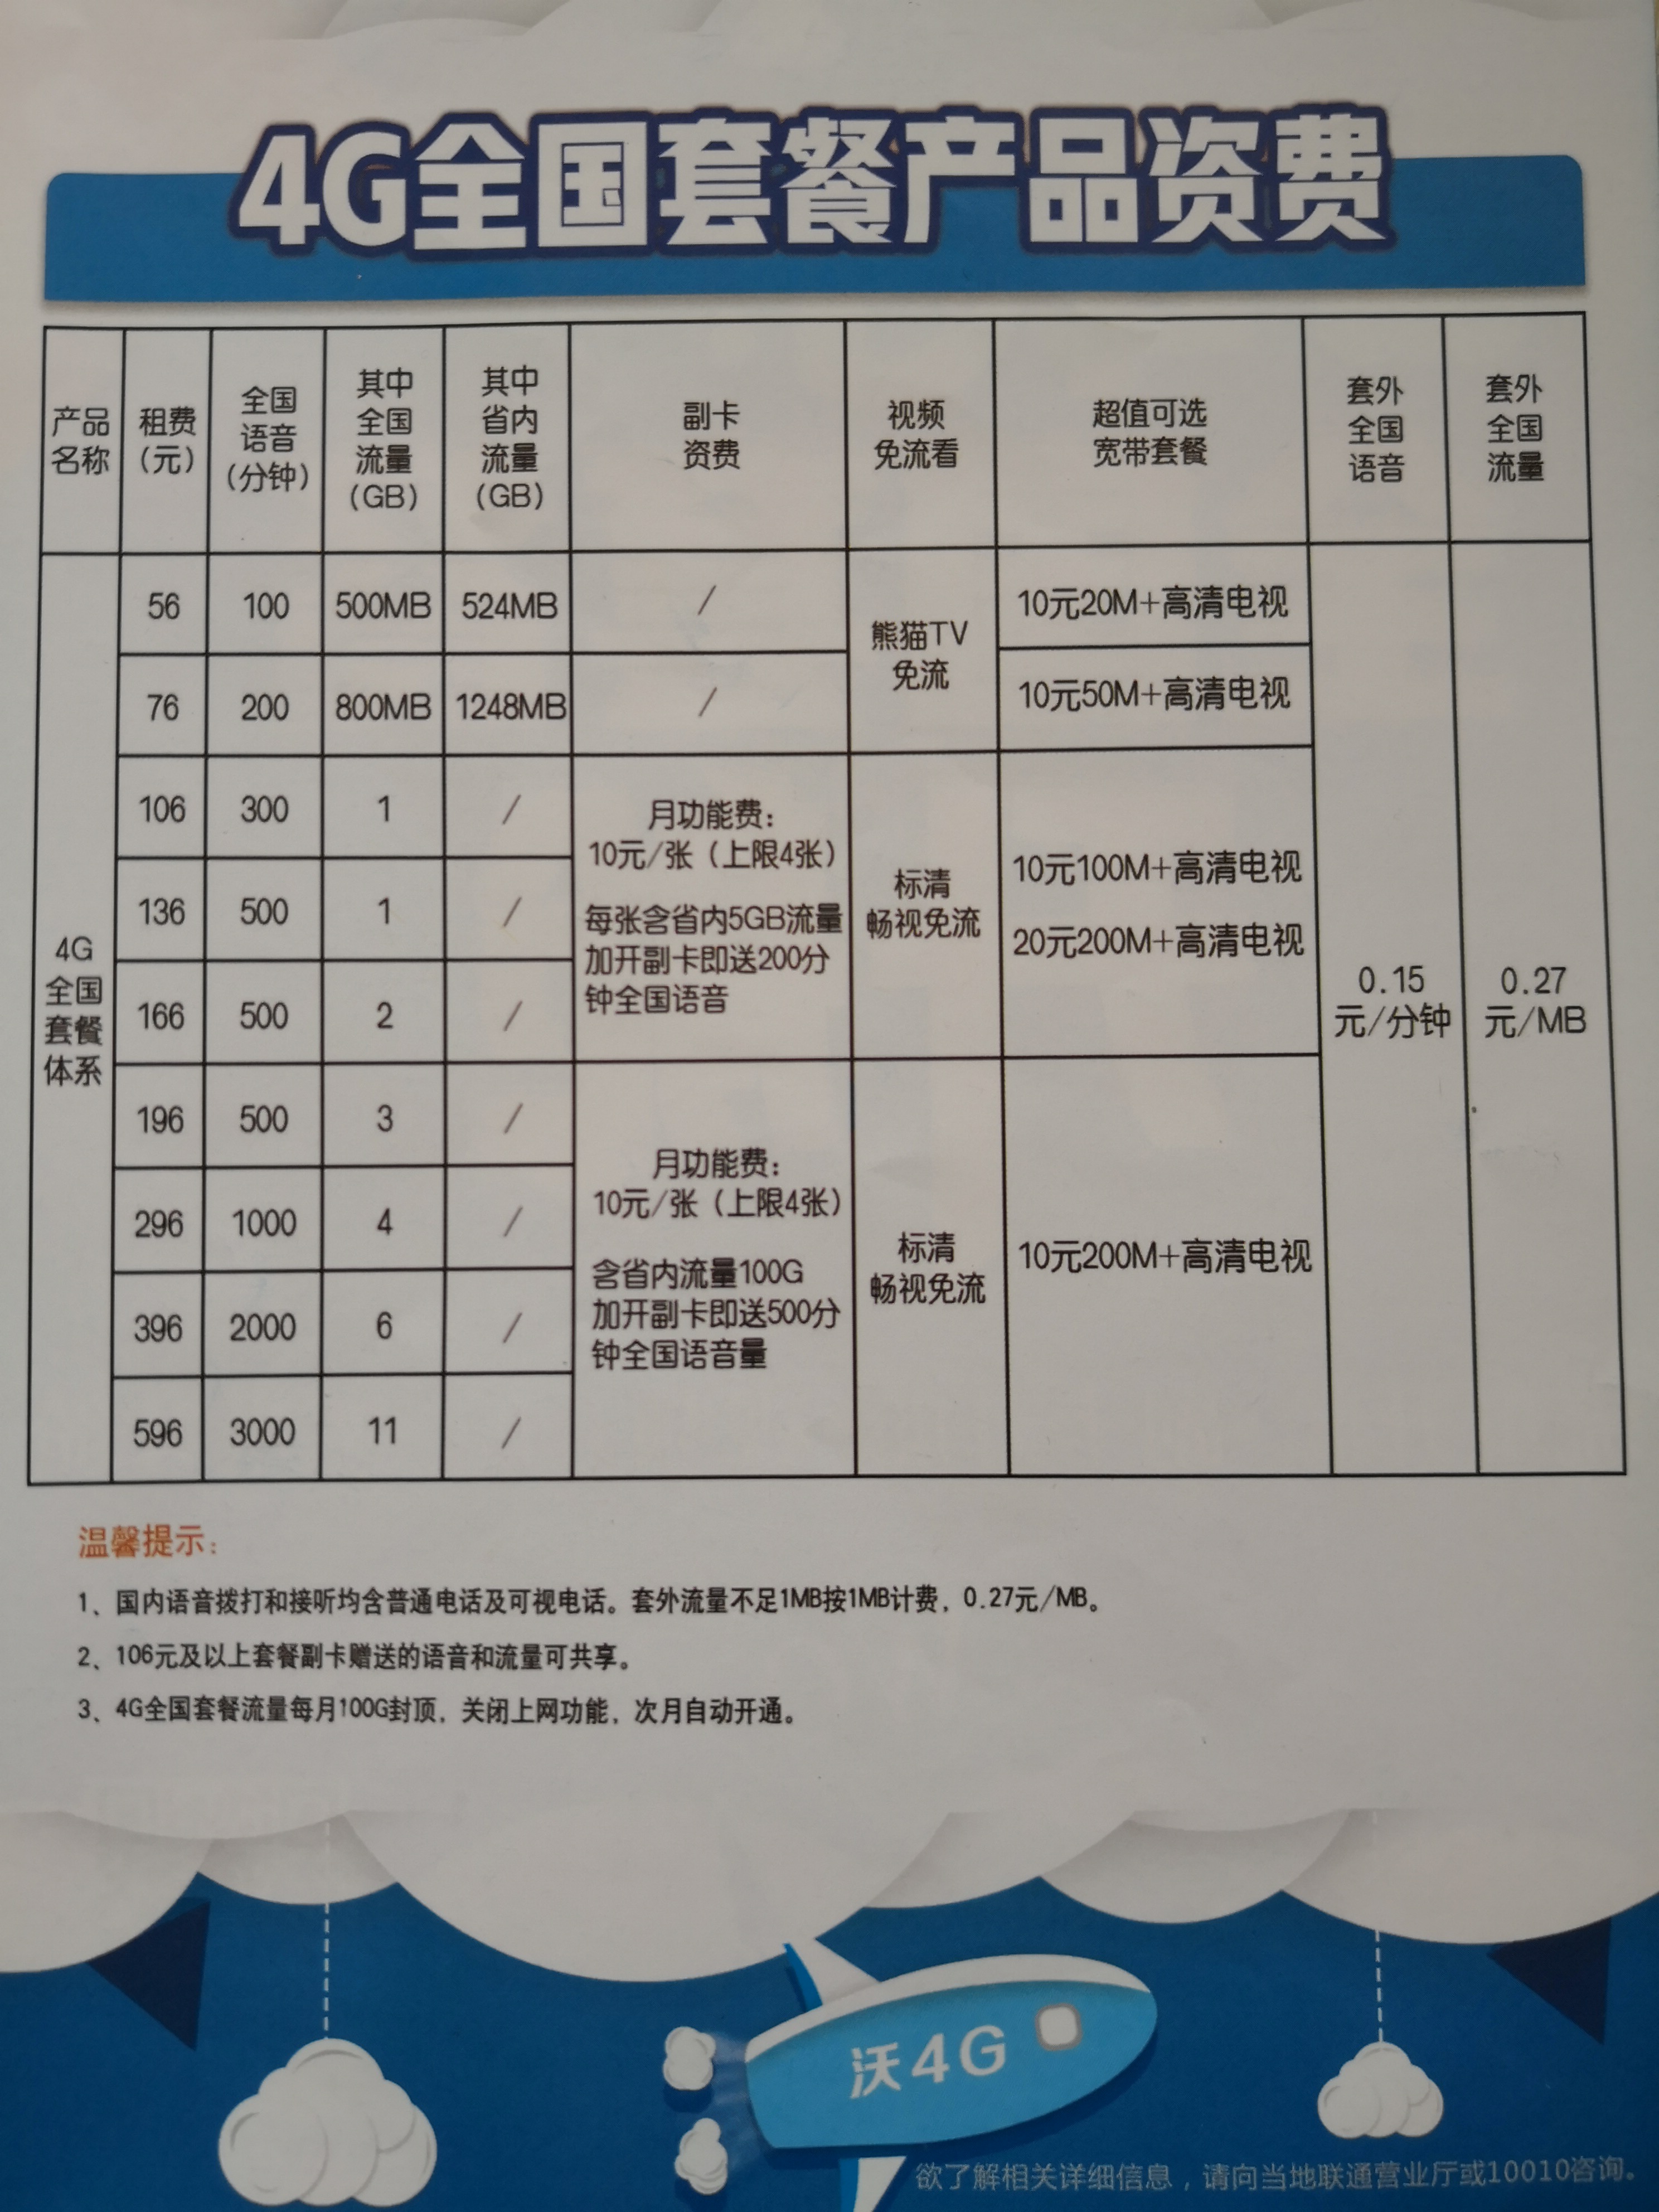 4G全国套餐产品资费
产品
名称
租费
(元)
全国
语音
(分钟)
其中
全国
流量
(GB)
其中
省内
流量
(GB)
副卡
资费
视频
免流看
超值可选
宽带套餐
套外
全国
语音
套外
全国
流量
4G
全国
套餐
体系
56 100 500MB 524MB /
熊猫TV
免流
10元20M+高清电视
76 200 800MB 1248MB /
10元50M+高清电视
106 300 1 /
136 500 1 /
166 500 2 /
月功能费：
10元/张（上限4张）
每张含省内5GB流量
加开副卡即送200分
钟全国语音
标清
畅视免流
10元100M+高清电视
20元200M+高清电视
0.15
元/分钟
0.27
元/MB
196 500 3 /
296 1000 4 /
396 2000 6 /
596 3000 11 /
月功能费：
10元/张（上限4张）
含省内流量100G
加开副卡即送500分
钟全国语音量
标清
畅视免流
10元200M+高清电视
温馨提示：
1、国内语音拨打和接听均含普通电话及可视电话。套外流量不足1MB按1MB计费，0.27元/MB。
2、106元及以上套餐副卡赠送的语音和流量可共享。
3、4G全国套餐流量每月100G封顶，关闭上网功能，次月自动开通。
沃4G
欲了解相关详细信息，请向当地联通营业厅或10010咨询。